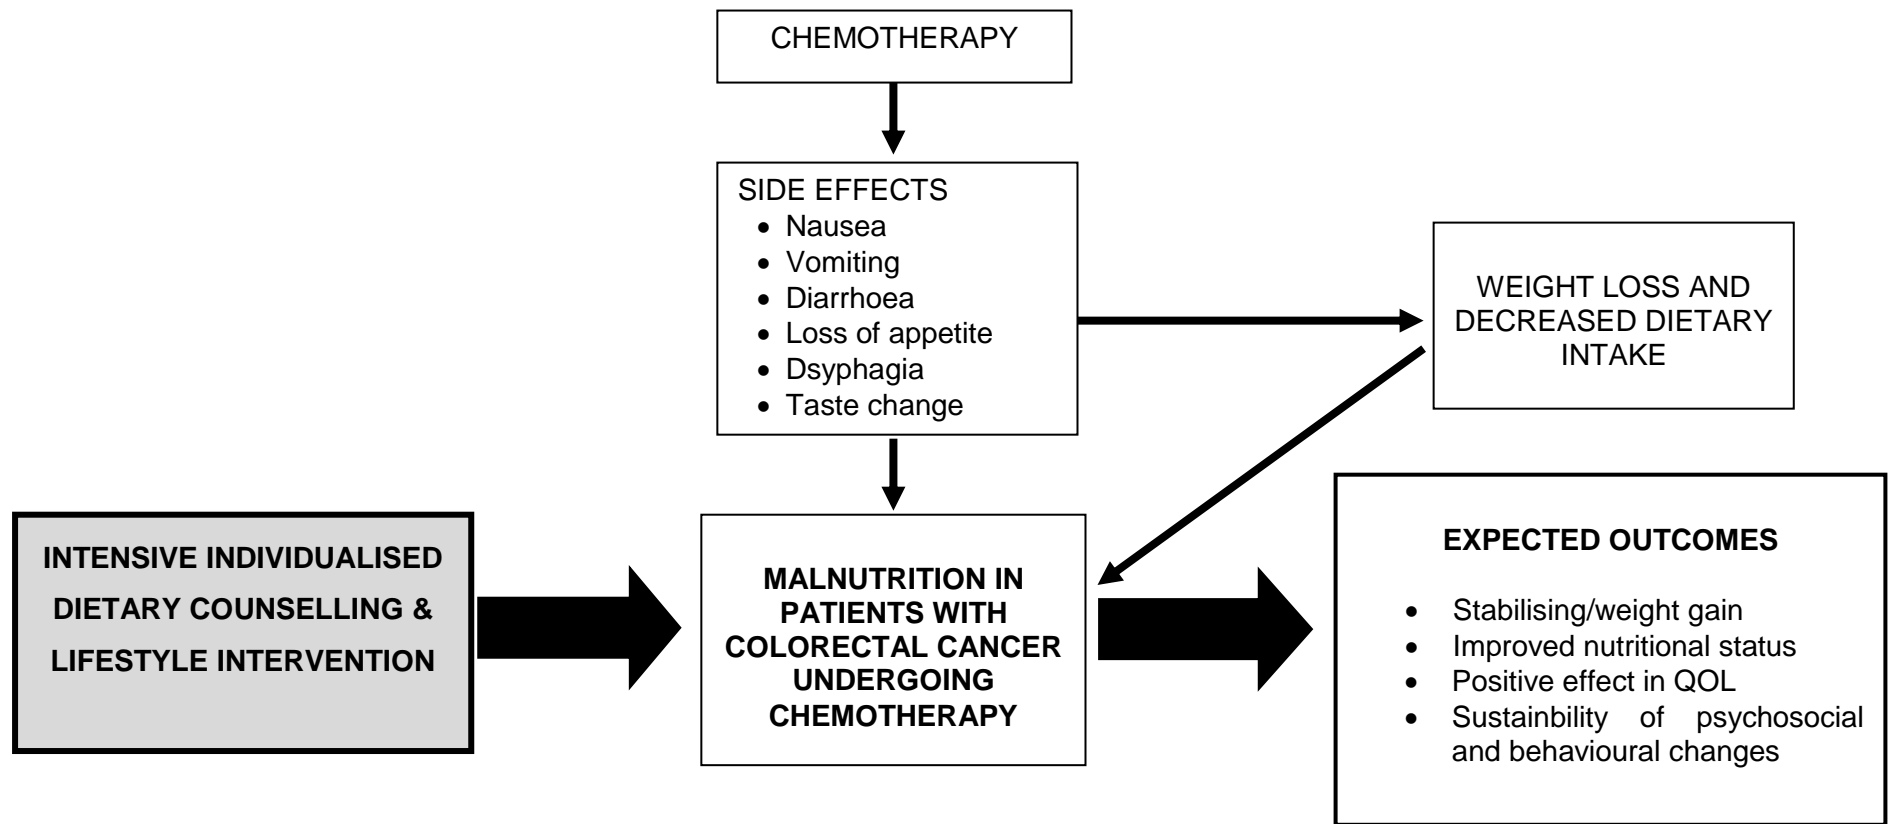 CHEMOTHERAPY
SIDE EFFECTS
• Nausea
• Vomiting
• Diarrhoea
• Loss of appetite
• Dsyphagia
• Taste change
WEIGHT LOSS AND
DECREASED DIETARY
INTAKE
INTENSIVE INDIVIDUALISED
DIETARY COUNSELLING &
LIFESTYLE INTERVENTION
MALNUTRITION IN
PATIENTS WITH
COLORECTAL CANCER
UNDERGOING
CHEMOTHERAPY
EXPECTED OUTCOMES
• Stabilising/weight gain
• Improved nutritional status
• Positive effect in QOL
• Sustainbility of psychosocial
and behavioural changes